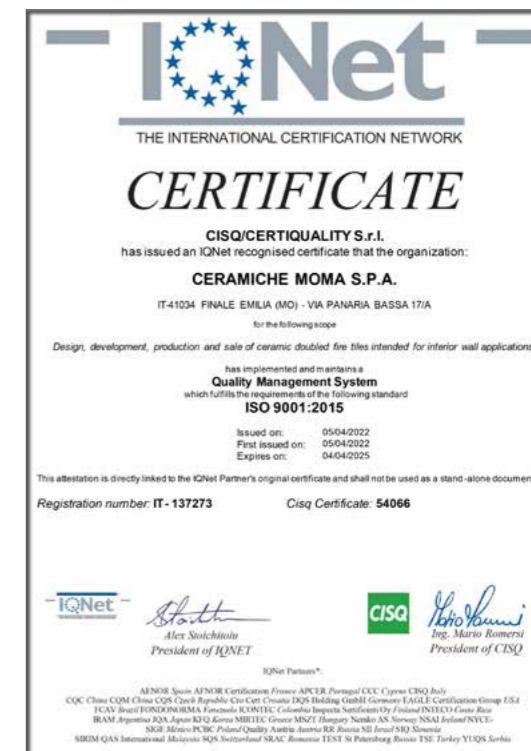 IQNet
THE INTERNATIONAL CERTIFICATION NETWORK
CERTIFICATE
CISQ/CERTIQUALITY S.r.l.
has issued an IQNet recognised certificate that the organization:
CERAMICHE MOMA S.P.A.
IT-41034 FINALE EMILIA (MO) - VIA PANARIA BASSA 17/A
for the following scope
Design, development, production and sale of ceramic doubled fire tiles intended for interior wall applications
has implemented and maintains a
Quality Management System
which fulfills the requirements of the following standard
ISO 9001:2015
Issued on: 05/04/2022
First issued on: 05/04/2022
Expires on: 04/04/2025
This attestation is directly linked to the IQNet Partner's original certificate and shall not be used as a stand-alone documen
Registration number: IT - 137273 Cisq Certificate: 54066
IQNet CISQ
Alex Stoichitoiu Ing. Mario Romersi
President of IQNET President of CISQ
IQNet Partners*:
AENOR Spain AFNOR Certification France APCER Portugal CCC Cyprus CISQ Italy
CQC China CQM China CQS Czech Republic Cro Cert Croatia DQS Holding GmbH Germany EAGLE Certification Group USA
FCAV Brazil FONDONORMA Venezuela ICONTEC Colombia Inspecta Sertifiointi Oy Finland INTECO Costa Rica
IRAM Argentina JQA Japan KFQ Korea MIRTEC Greece MSZT Hungary Nemko AS Norway NSAI Ireland NYCE-
SIGE México PCBC Poland Quality Austria Austria RR Russia SII Israel SIQ Slovenia
SIRIM QAS International Malaysia SQS Switzerland SRAC Romania TEST St Petersburg Russia TSE Turkey YUQS Serbia